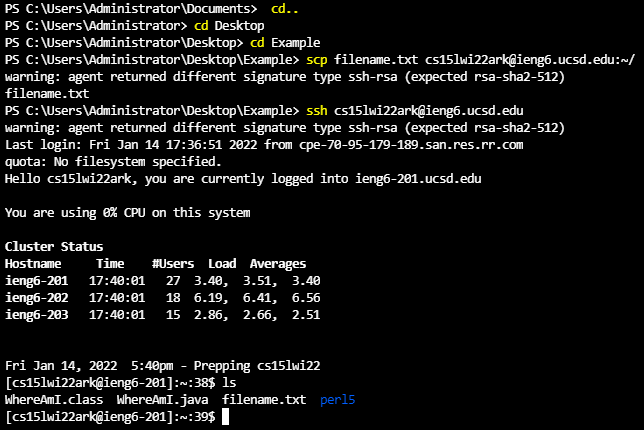 PS C:\Users\Administrator\Documents>  cd..
PS C:\Users\Administrator> cd Desktop
PS C:\Users\Administrator\Desktop> cd Example
PS C:\Users\Administrator\Desktop\Example> scp filename.txt cs15lwi22ark@ieng6.ucsd.edu:~/
warning: agent returned different signature type ssh-rsa (expected rsa-sha2-512)
filename.txt
PS C:\Users\Administrator\Desktop\Example> ssh cs15lwi22ark@ieng6.ucsd.edu
warning: agent returned different signature type ssh-rsa (expected rsa-sha2-512)
Last login: Fri Jan 14 17:36:51 2022 from cpe-70-95-179-189.san.res.rr.com
quota: No filesystem specified.
Hello cs15lwi22ark, you are currently logged into ieng6-201.ucsd.edu
You are using 0% CPU on this system
Cluster Status
Hostname     Time    #Users  Load  Averages
ieng6-201   17:40:01   27  3.40,  3.51,  3.40
ieng6-202   17:40:01   18  6.19,  6.41,  6.56
ieng6-203   17:40:01   15  2.86,  2.66,  2.51
Fri Jan 14, 2022  5:40pm - Prepping cs15lwi22
[cs15lwi22ark@ieng6-201]:~:38$ ls
WhereAmI.class  WhereAmI.java  filename.txt  perl5
[cs15lwi22ark@ieng6-201]:~:39$